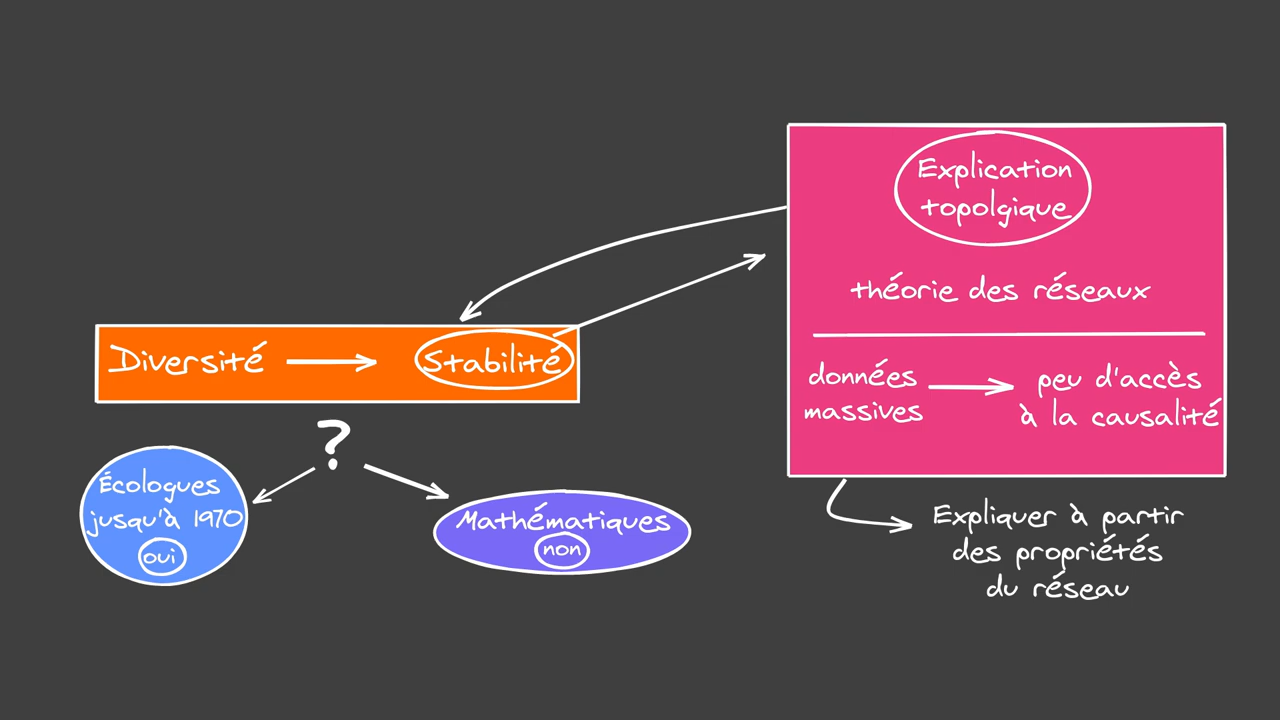 Diversité
Stabilité
?
Écologues
jusqu'à 1970
oui
Mathématiques
non
Explication
topolgique
théorie des réseaux
données
massives
peu d'accès
à la causalité
Expliquer à partir
des propriétés
du réseau